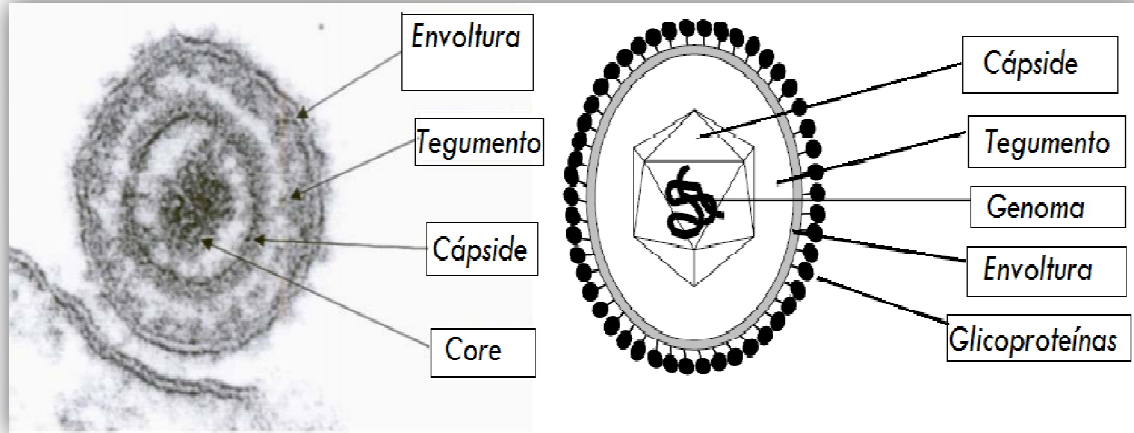 Envoltura
Tegumento
Cápside
Core
Cápside
Tegumento
Genoma
Envoltura
Glicoproteínas